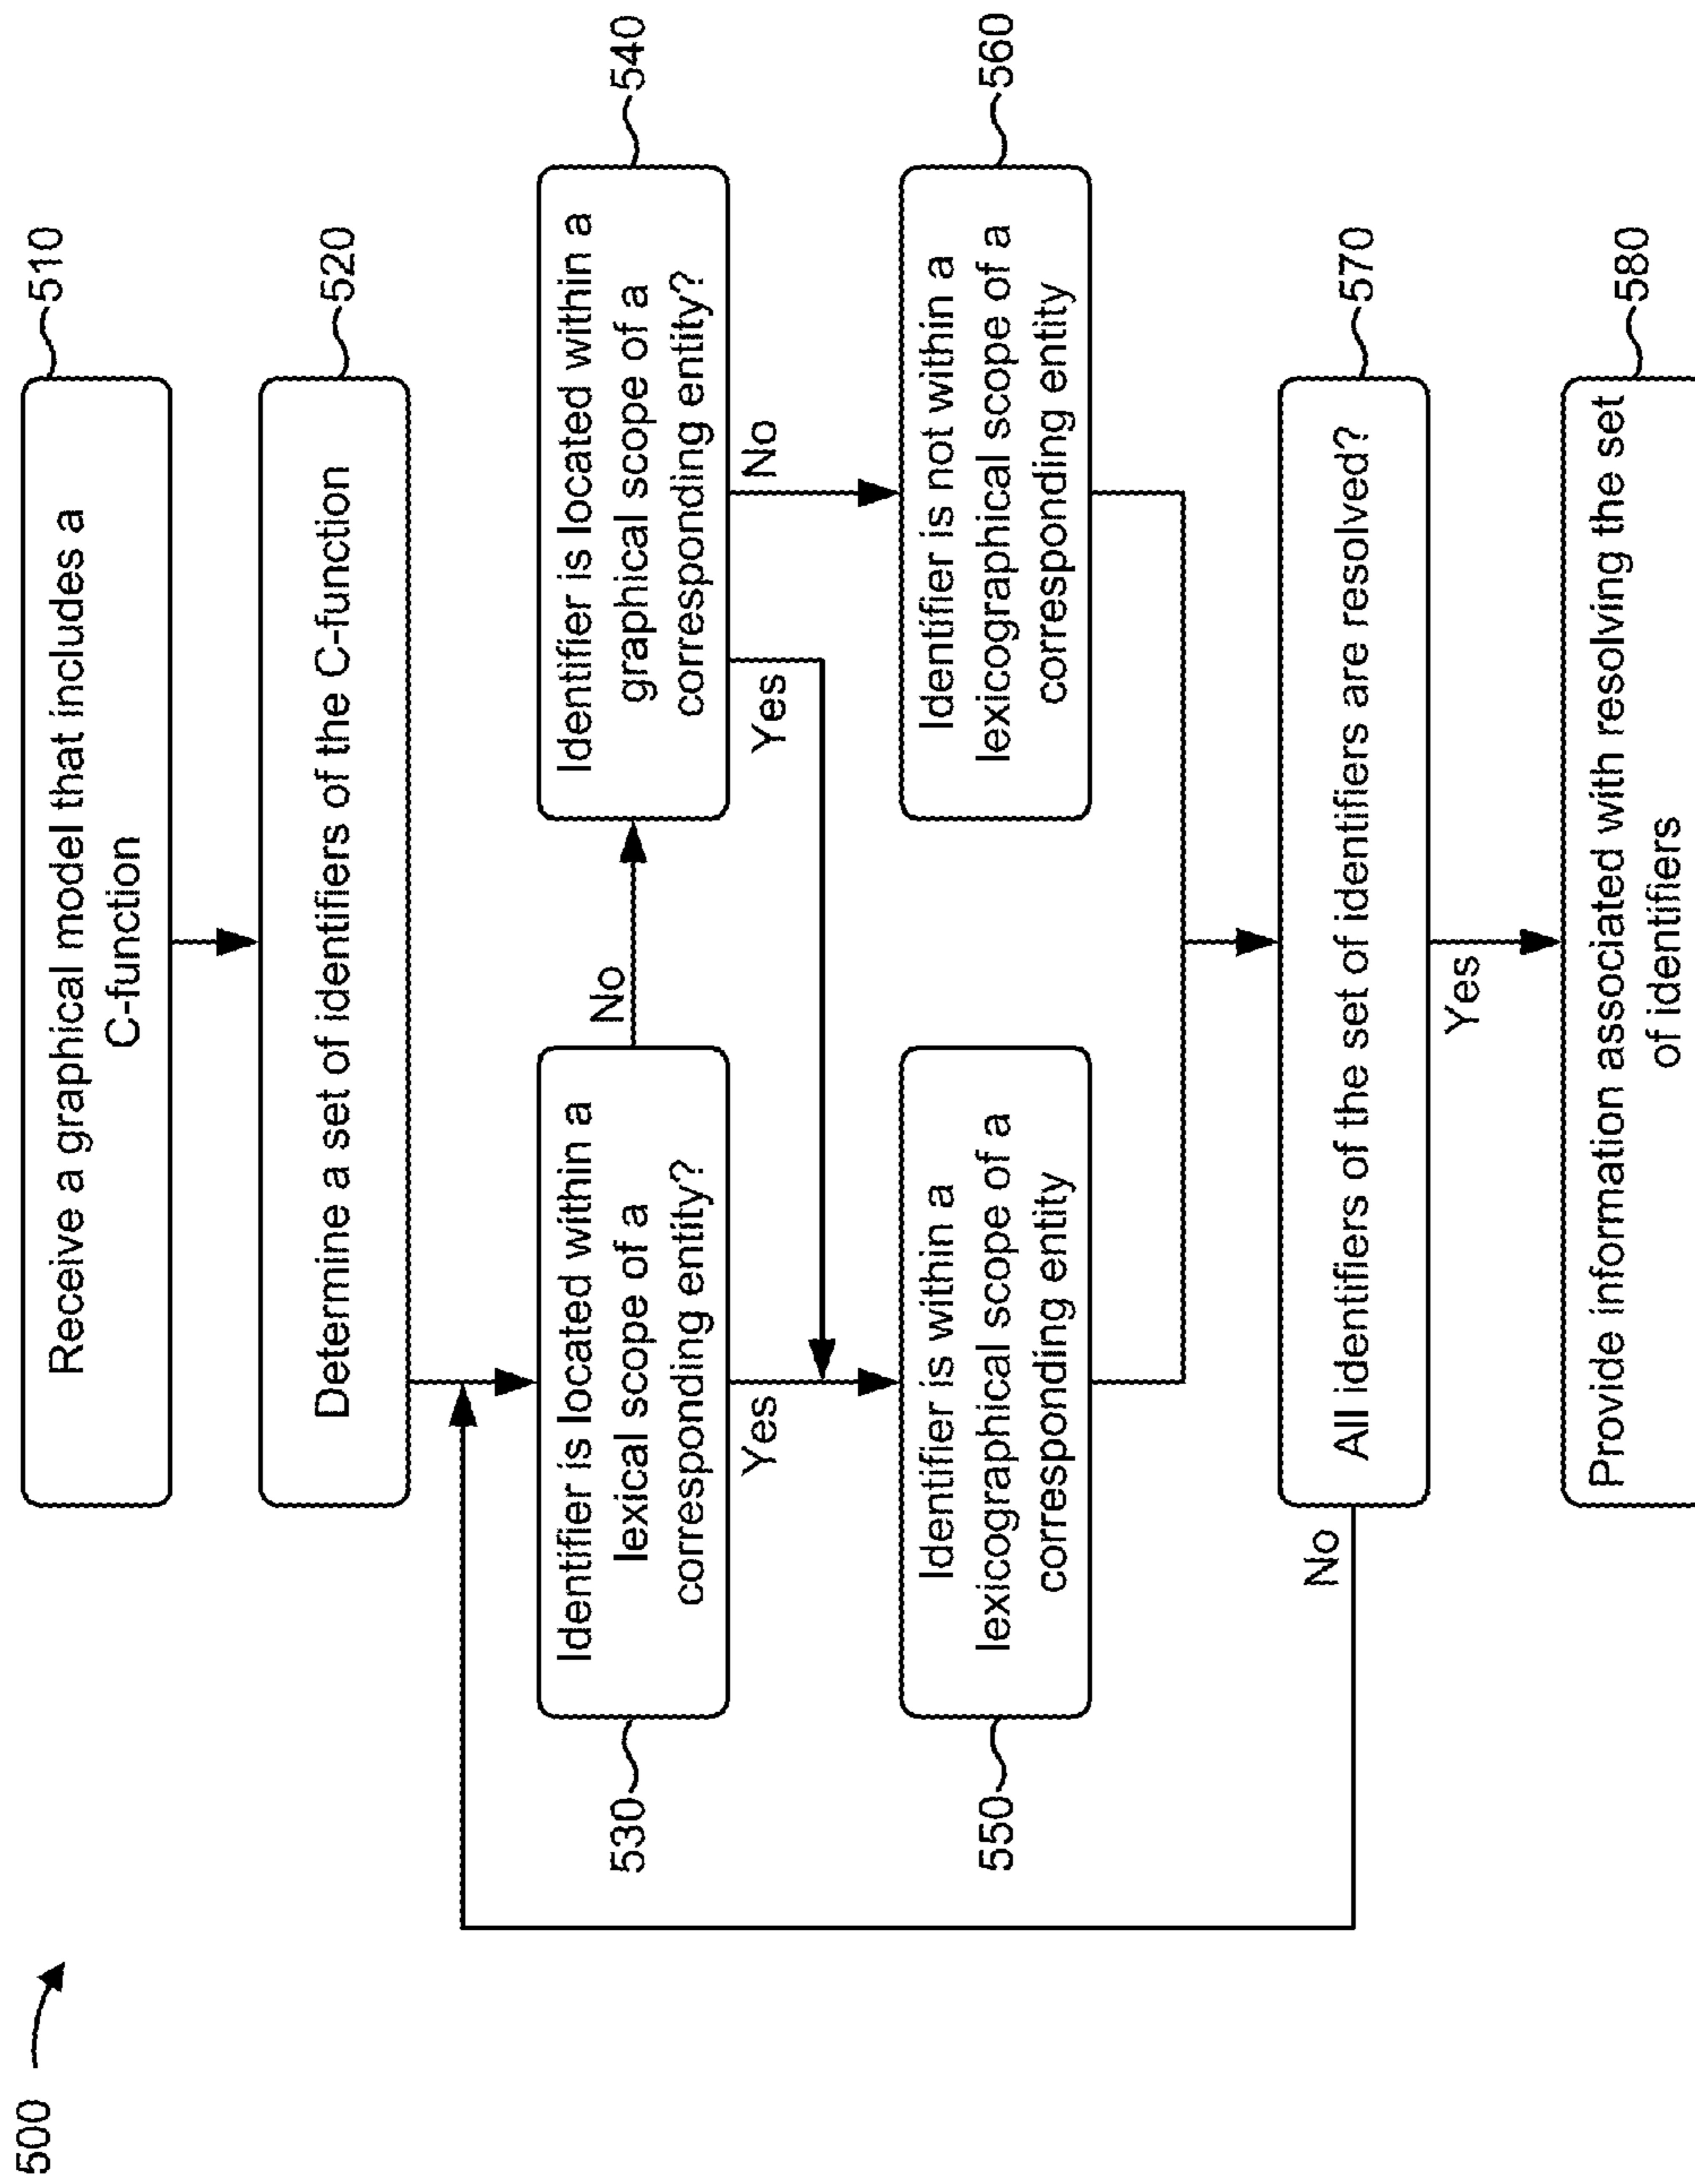 500
Receive a graphical model that includes a
C-function
510
Determine a set of identifiers of the C-function
520
Identifier is located within a
lexical scope of a
corresponding entity?
530
No
Yes
Identifier is located within a
graphical scope of a
corresponding entity?
540
Yes
No
Identifier is within a
lexicographical scope of a
corresponding entity
550
Identifier is not within a
lexicographical scope of a
corresponding entity
560
All identifiers of the set of identifiers are resolved?
570
No
Yes
Provide information associated with resolving the set
of identifiers
580